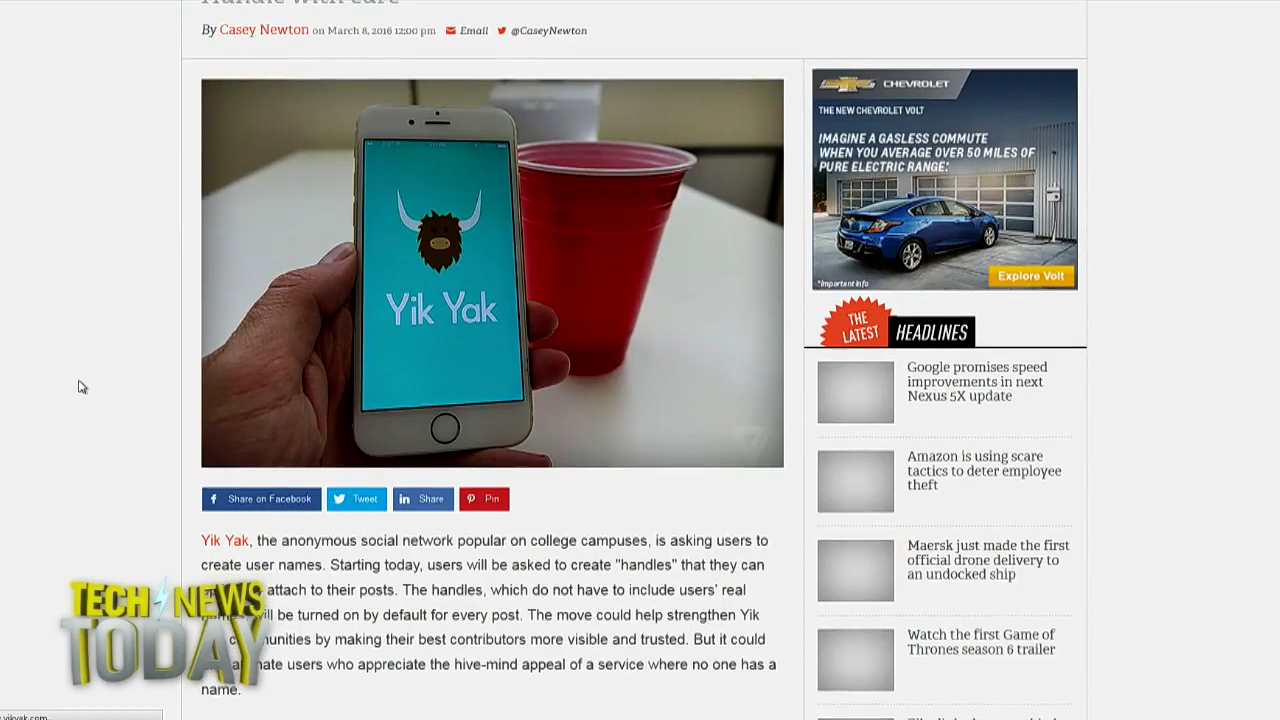 Handle with care
By Casey Newton on March 8, 2016 12:00 pm Email @CaseyNewton
Yik Yak
Share on Facebook Tweet Share Pin
Yik Yak, the anonymous social network popular on college campuses, is asking users to
create user names. Starting today, users will be asked to create "handles" that they can
attach to their posts. The handles, which do not have to include users' real
be turned on by default for every post. The move could help strengthen Yik
by making their best contributors more visible and trusted. But it could
users who appreciate the hive-mind appeal of a service where no one has a
name.
TECH NEWS
TODAY
CHEVROLET
THE NEW CHEVROLET VOLT
IMAGINE A GASLESS COMMUTE
WHEN YOU AVERAGE OVER 50 MILES OF
PURE ELECTRIC RANGE.*
*Important Info
Explore Volt
THE
LATEST
HEADLINES
Google promises speed
improvements in next
Nexus 5X update
Amazon is using scare
tactics to deter employee
theft
Maersk just made the first
official drone delivery to
an undocked ship
Watch the first Game of
Thrones season 6 trailer